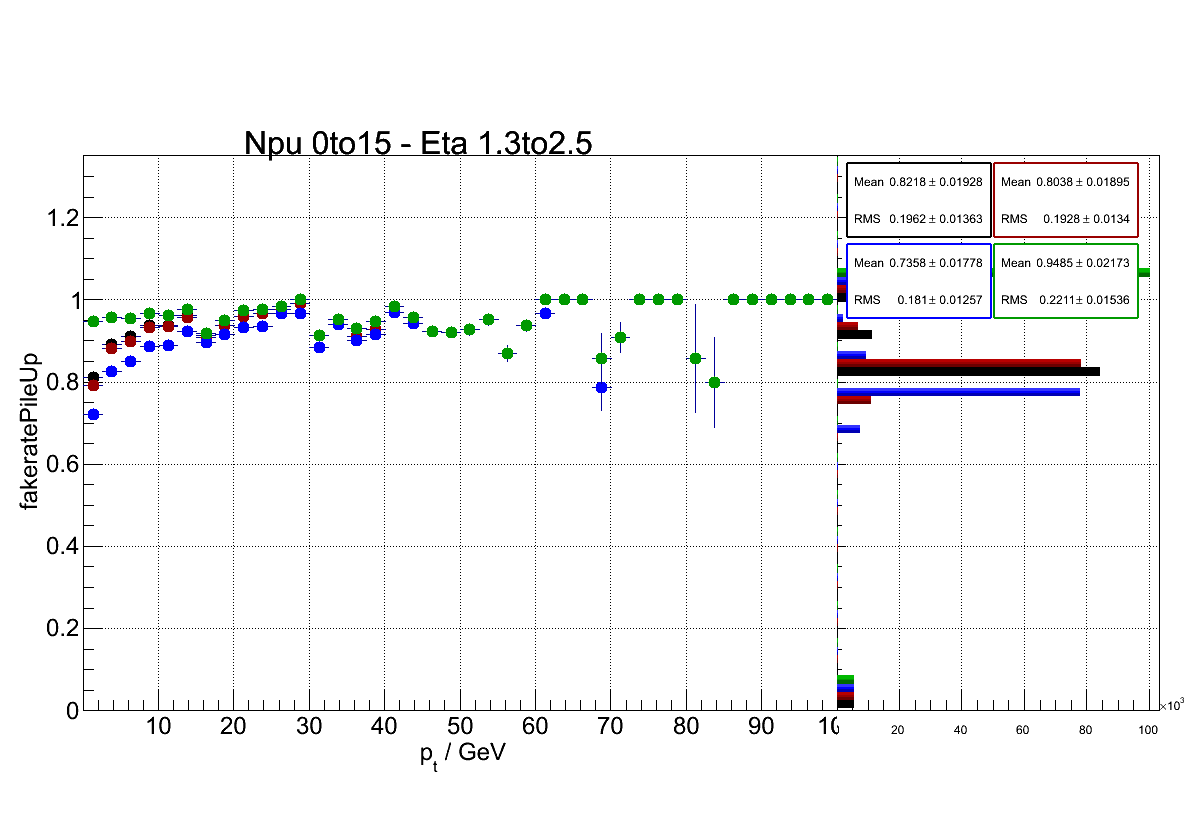 Npu 0to15 - Eta 1.3to2.5
Mean 0.8218 ± 0.01928
RMS 0.1962 ± 0.01363
Mean 0.8038 ± 0.01895
RMS 0.1928 ± 0.0134
Mean 0.7358 ± 0.01778
RMS 0.181 ± 0.01257
Mean 0.9485 ± 0.02173
RMS 0.2211 ± 0.01536
fakeratePileUp
1.2
1
0.8
0.6
0.4
0.2
0
10 20 30 40 50 60 70 80 90 10
20 40 60 80 100
×10³
p_t / GeV